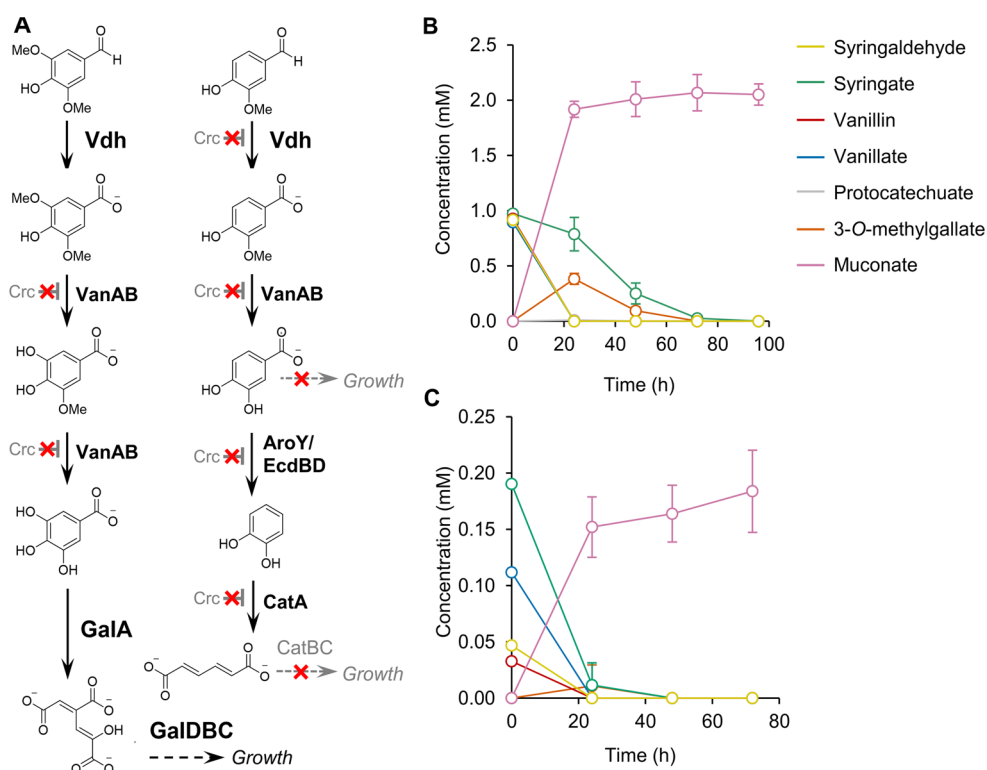 A
MeO
O
H
HO
OMe
O
H
HO
OMe
Vdh
Crc
Vdh
MeO
O
O⁻
HO
OMe
O
O⁻
HO
OMe
Crc
VanAB
Crc
VanAB
HO
O
O⁻
HO
OMe
O
O⁻
HO
OH
Growth
Crc
VanAB
Crc
AroY/
EcdBD
HO
O
O⁻
HO
OH
HO
OH
GalA
Crc
CatA
⁻O
O
O
O⁻
CatBC
Growth
⁻O
O
O
O⁻
OH
O
O⁻
GalDBC
Growth
B
2.5
2.0
1.5
1.0
0.5
0.0
Concentration (mM)
0 20 40 60 80 100
Time (h)
Syringaldehyde
Syringate
Vanillin
Vanillate
Protocatechuate
3-O-methylgallate
Muconate
C
0.25
0.20
0.15
0.10
0.05
0.00
Concentration (mM)
0 20 40 60 80
Time (h)